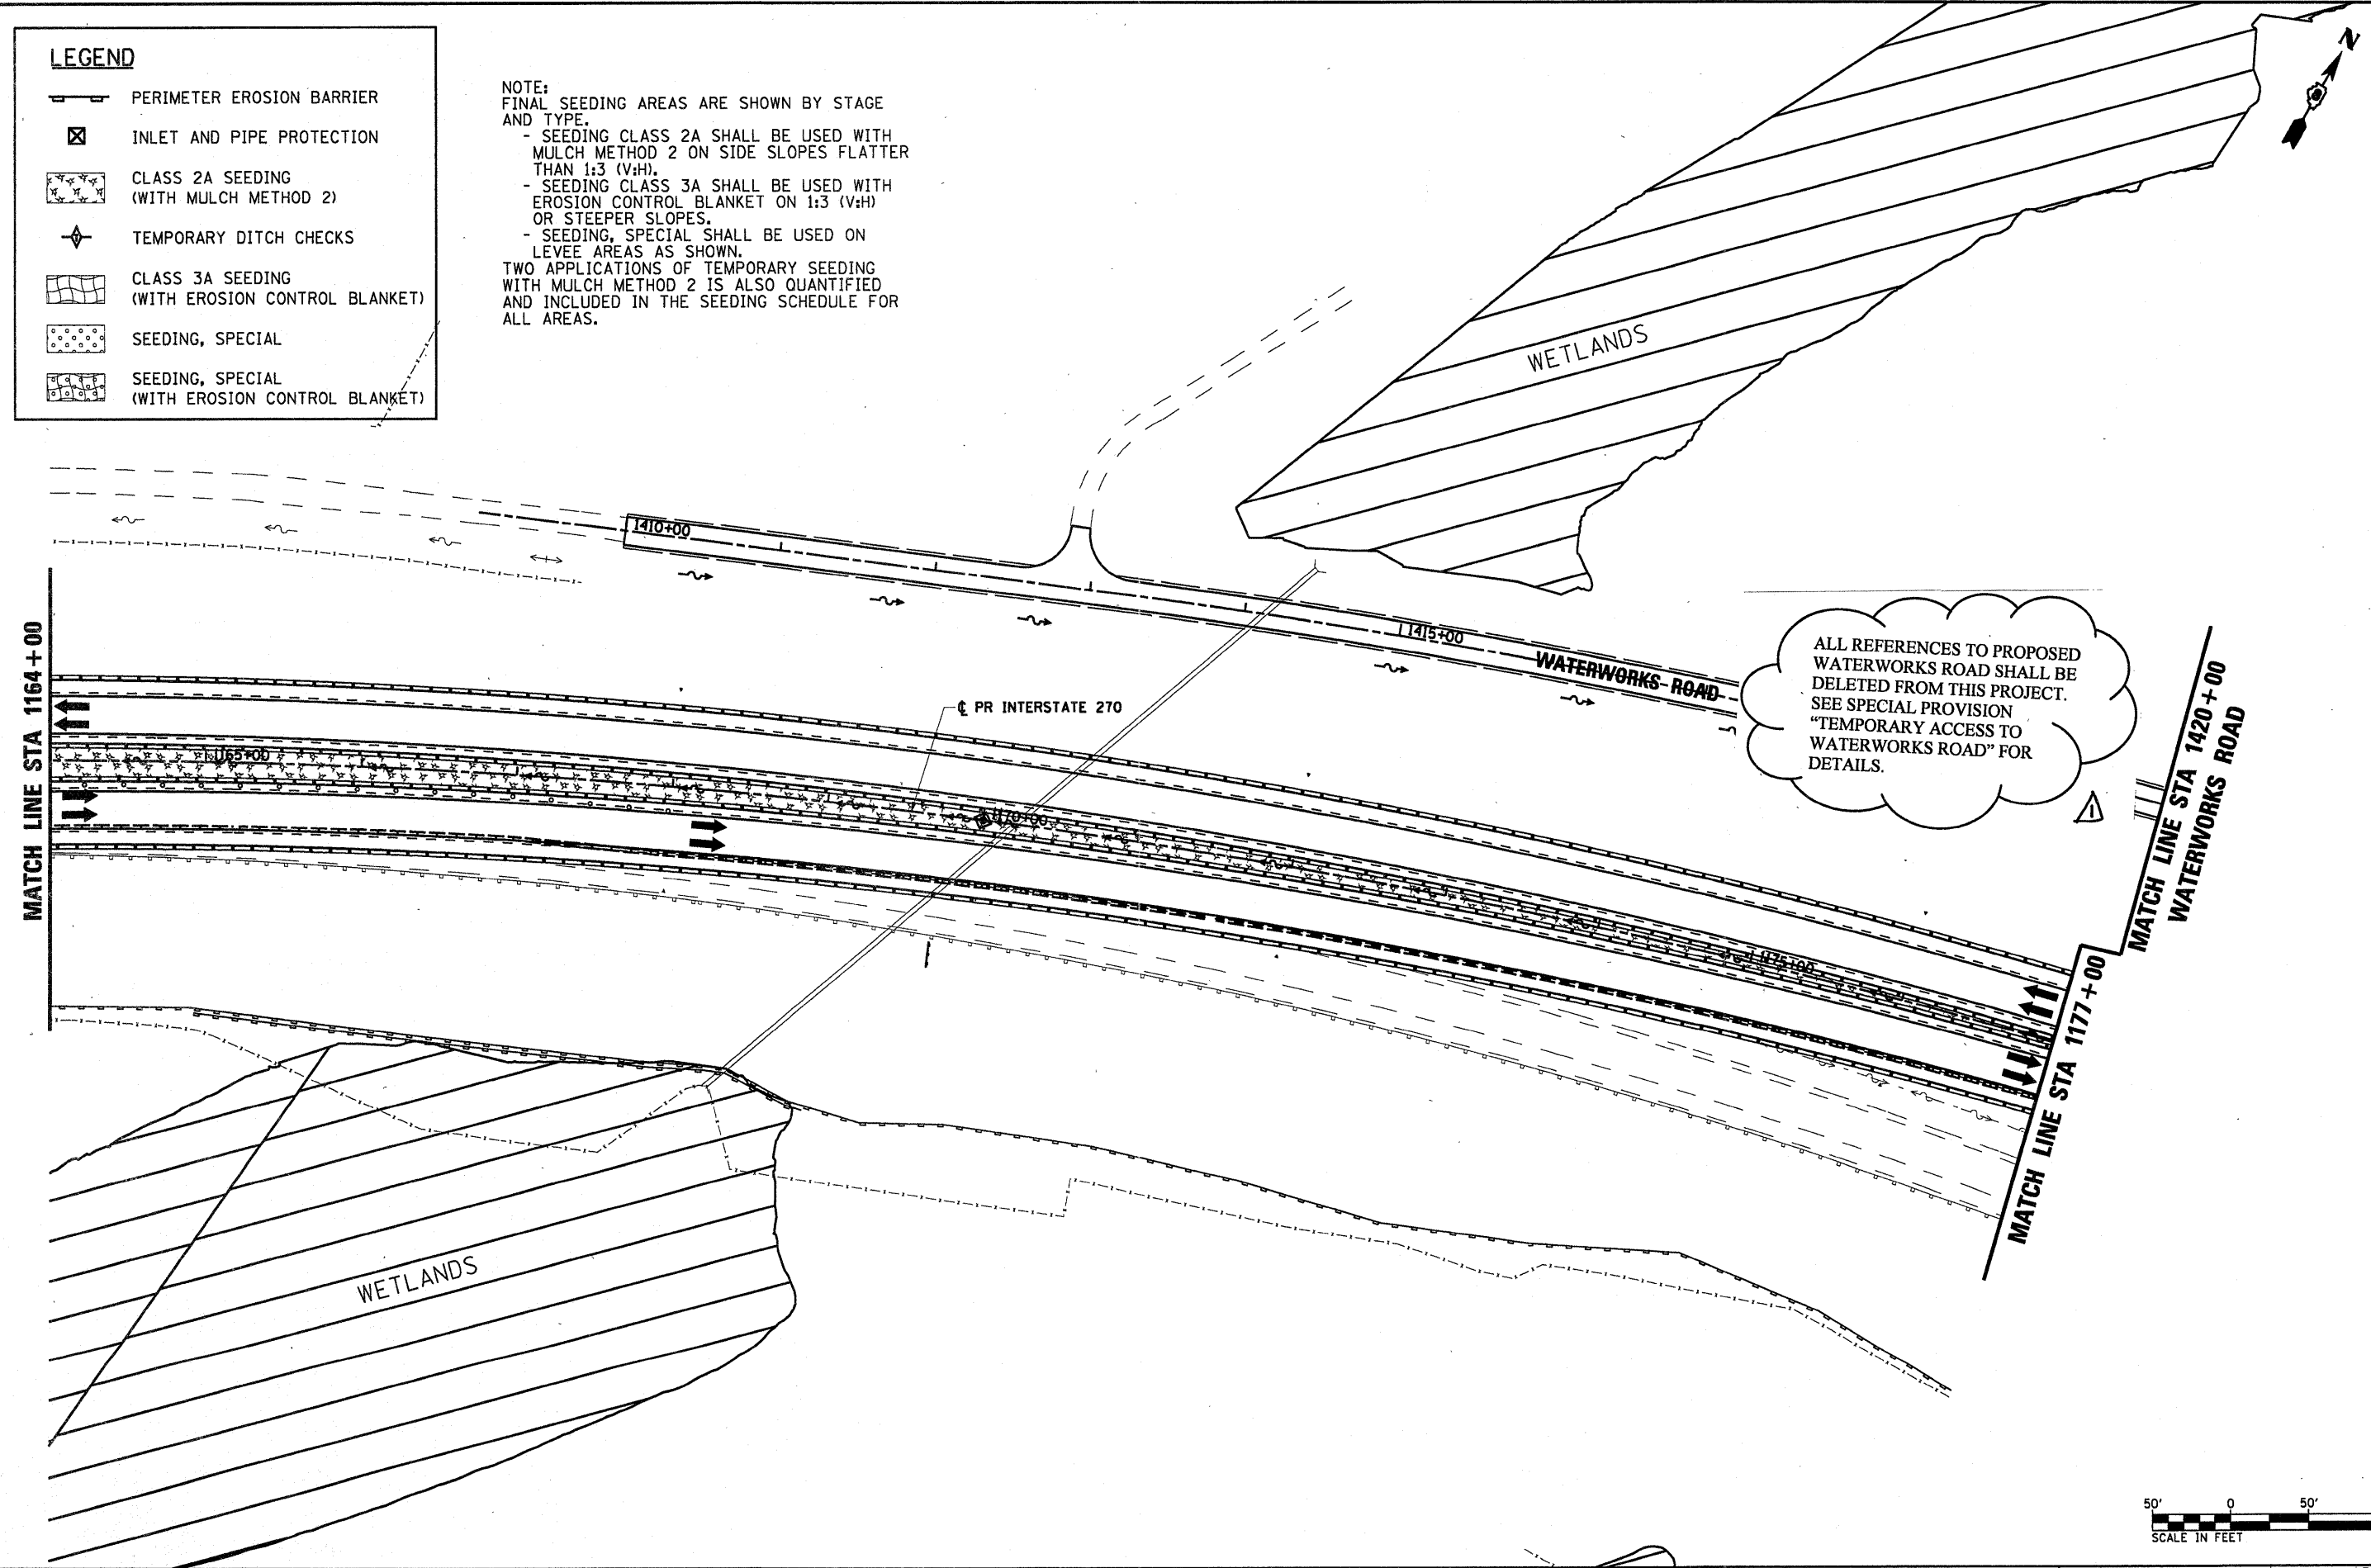 LEGEND
PERIMETER EROSION BARRIER
INLET AND PIPE PROTECTION
CLASS 2A SEEDING
(WITH MULCH METHOD 2)
TEMPORARY DITCH CHECKS
CLASS 3A SEEDING
(WITH EROSION CONTROL BLANKET)
SEEDING, SPECIAL
SEEDING, SPECIAL
(WITH EROSION CONTROL BLANKET)
NOTE:
FINAL SEEDING AREAS ARE SHOWN BY STAGE
AND TYPE.
- SEEDING CLASS 2A SHALL BE USED WITH
MULCH METHOD 2 ON SIDE SLOPES FLATTER
THAN 1:3 (V:H).
- SEEDING CLASS 3A SHALL BE USED WITH
EROSION CONTROL BLANKET ON 1:3 (V:H)
OR STEEPER SLOPES.
- SEEDING, SPECIAL SHALL BE USED ON
LEVEE AREAS AS SHOWN.
TWO APPLICATIONS OF TEMPORARY SEEDING
WITH MULCH METHOD 2 IS ALSO QUANTIFIED
AND INCLUDED IN THE SEEDING SCHEDULE FOR
ALL AREAS.
N
WETLANDS
1410+00
1415+00
WATERWORKS ROAD
ALL REFERENCES TO PROPOSED
WATERWORKS ROAD SHALL BE
DELETED FROM THIS PROJECT.
SEE SPECIAL PROVISION
"TEMPORARY ACCESS TO
WATERWORKS ROAD" FOR
DETAILS.
1
MATCH LINE STA 1164+00
℄ PR INTERSTATE 270
1165+00
1170+00
1175+00
MATCH LINE STA 1420+00
WATERWORKS ROAD
MATCH LINE STA 1177+00
WETLANDS
50' 0 50'
SCALE IN FEET